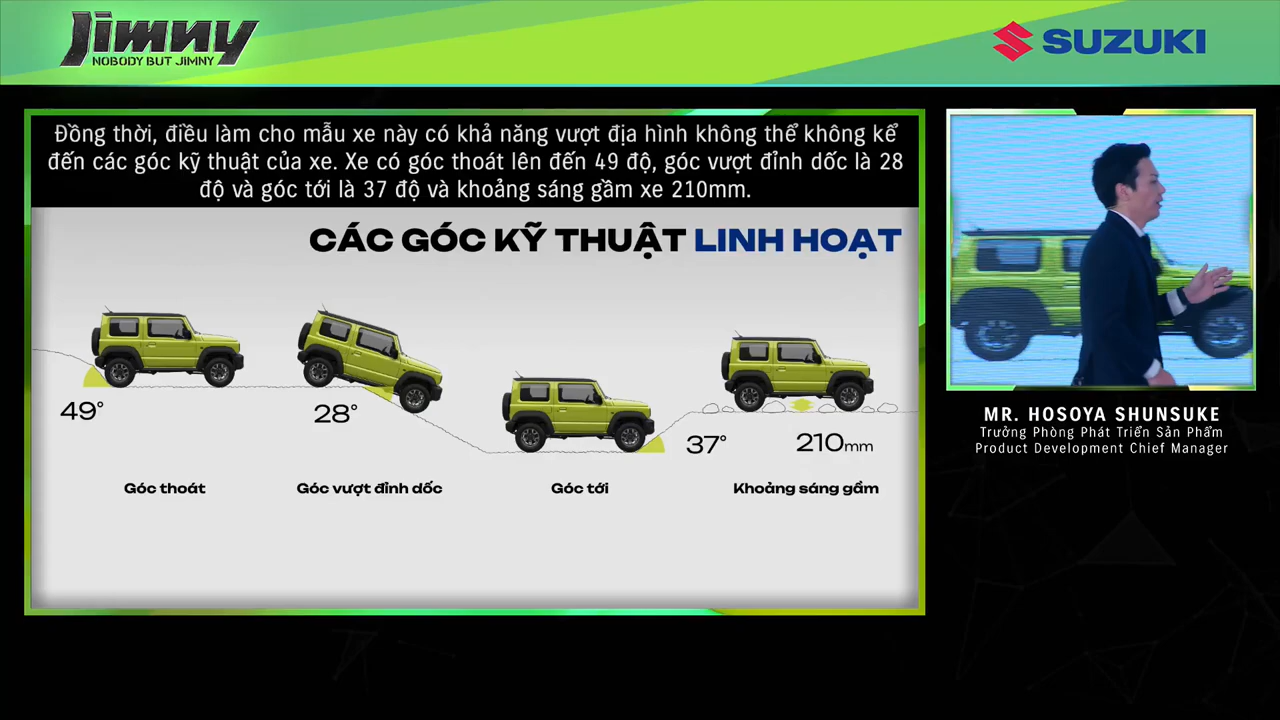 Jimny
NOBODY BUT JIMNY
SUZUKI
Đồng thời, điều làm cho mẫu xe này có khả năng vượt địa hình không thể không kể
đến các góc kỹ thuật của xe. Xe có góc thoát lên đến 49 độ, góc vượt đỉnh dốc là 28
độ và góc tới là 37 độ và khoảng sáng gầm xe 210mm.
CÁC GÓC KỸ THUẬT LINH HOẠT
49°
28°
37°
210mm
Góc thoát
Góc vượt đỉnh dốc
Góc tới
Khoảng sáng gầm
MR. HOSOYA SHUNSUKE
Trưởng Phòng Phát Triển Sản Phẩm
Product Development Chief Manager